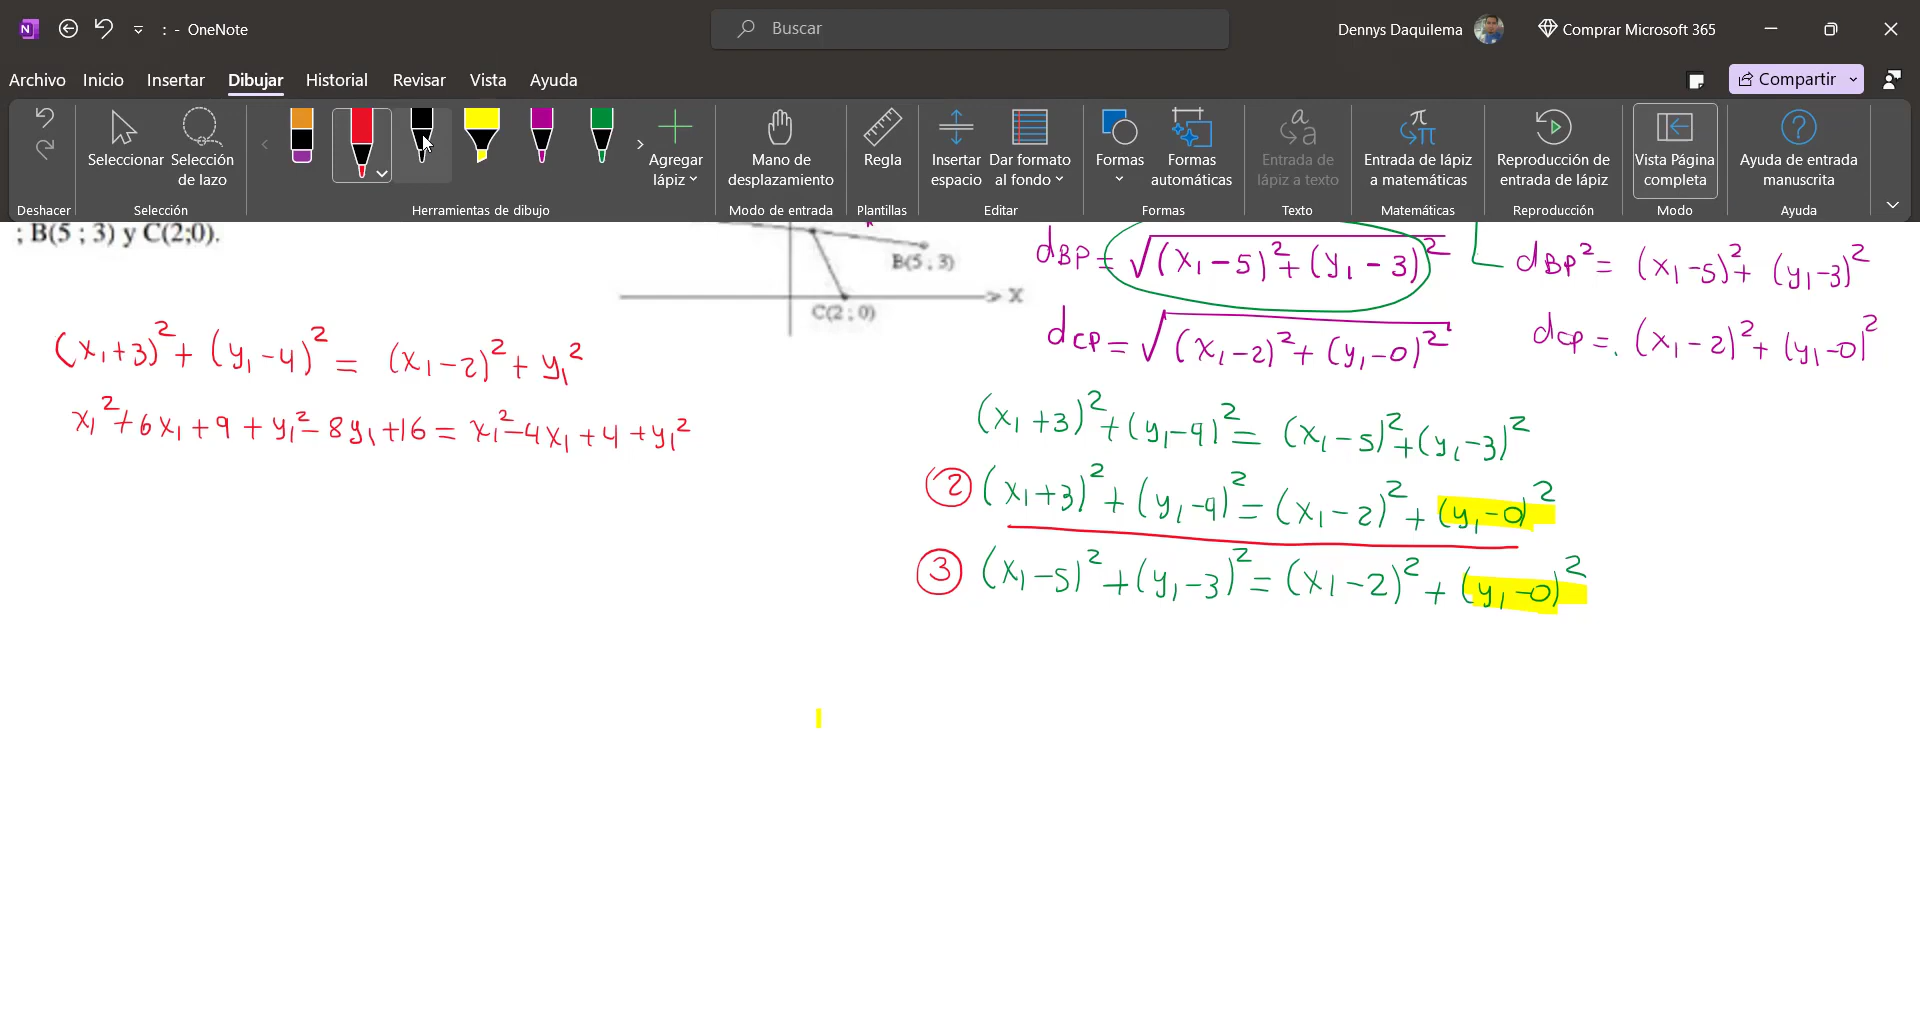 : - OneNote
Buscar
Dennys Daquilema
Comprar Microsoft 365
Archivo Inicio Insertar Dibujar Historial Revisar Vista Ayuda
Compartir
Seleccionar
Selección de lazo
Agregar lápiz
Mano de desplazamiento
Regla
Insertar espacio
Dar formato al fondo
Formas
Formas automáticas
Entrada de lápiz a texto
Entrada de lápiz a matemáticas
Reproducción de entrada de lápiz
Vista Página completa
Ayuda de entrada manuscrita
Deshacer Selección Herramientas de dibujo Modo de entrada Plantillas Editar Formas Texto Matemáticas Reproducción Modo Ayuda
; B(5 ; 3) y C(2;0).
B(5 ; 3)
X
C(2 ; 0)
(x₁+3)²+(y₁-4)² = (x₁-2)²+y₁²
x₁²+6x₁+9+y₁²-8y₁+16 = x₁²-4x₁+4+y₁²
dBP = √(x₁-5)²+(y₁-3)²
dBP² = (x₁-5)²+(y₁-3)²
dCP = √(x₁-2)²+(y₁-0)²
dCP = (x₁-2)²+(y₁-0)²
(x₁+3)²+(y₁-4)² = (x₁-5)²+(y₁-3)²
② (x₁+3)²+(y₁-4)² = (x₁-2)²+(y₁-0)²
③ (x₁-5)²+(y₁-3)² = (x₁-2)²+(y₁-0)²